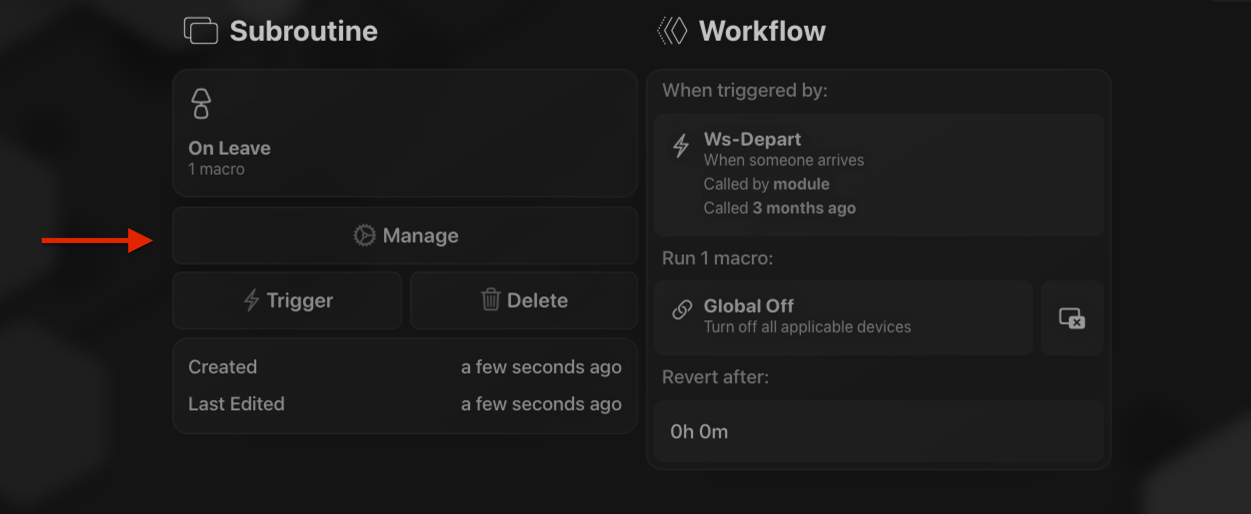 Subroutine
On Leave
1 macro
Manage
Trigger
Delete
Created a few seconds ago
Last Edited a few seconds ago
Workflow
When triggered by:
Ws-Depart
When someone arrives
Called by module
Called 3 months ago
Run 1 macro:
Global Off
Turn off all applicable devices
Revert after:
0h 0m